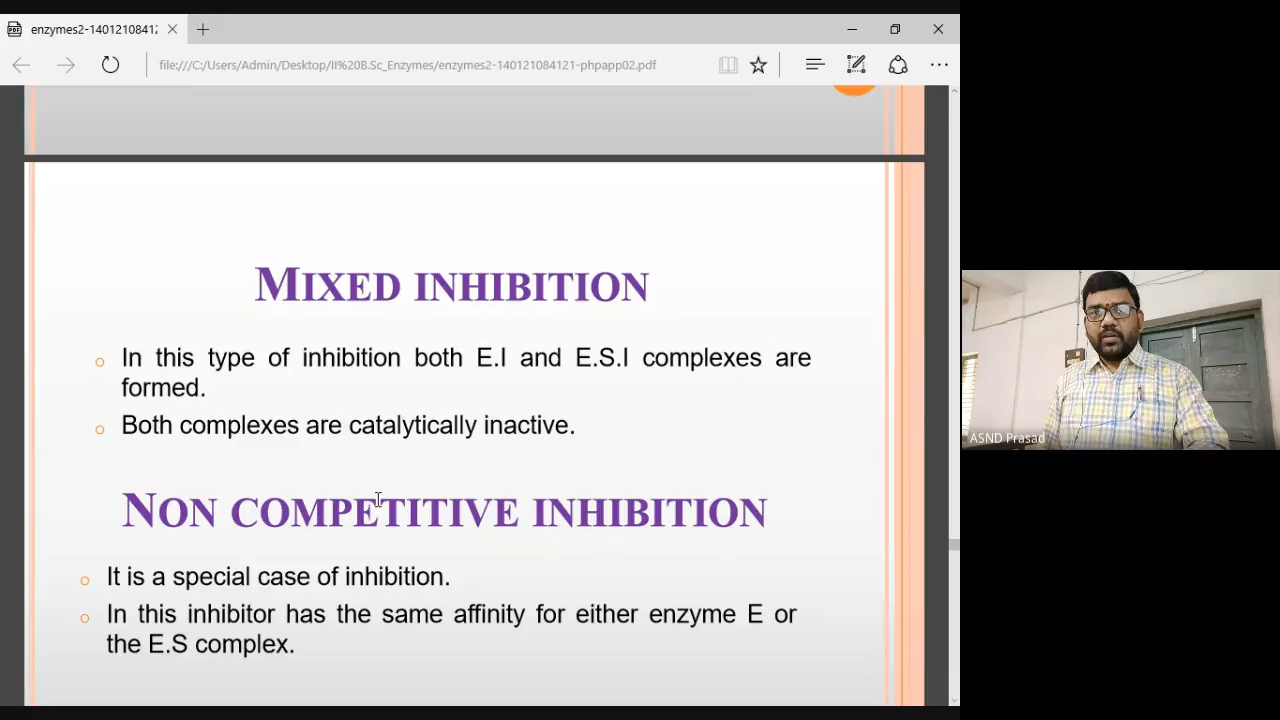 PDF enzymes2-14012108412
file:///C:/Users/Admin/Desktop/II%20B.Sc_Enzymes/enzymes2-140121084121-phpapp02.pdf
MIXED INHIBITION
In this type of inhibition both E.I and E.S.I complexes are
formed.
Both complexes are catalytically inactive.
NON COMPETITIVE INHIBITION
It is a special case of inhibition.
In this inhibitor has the same affinity for either enzyme E or
the E.S complex.
ASND Prasad